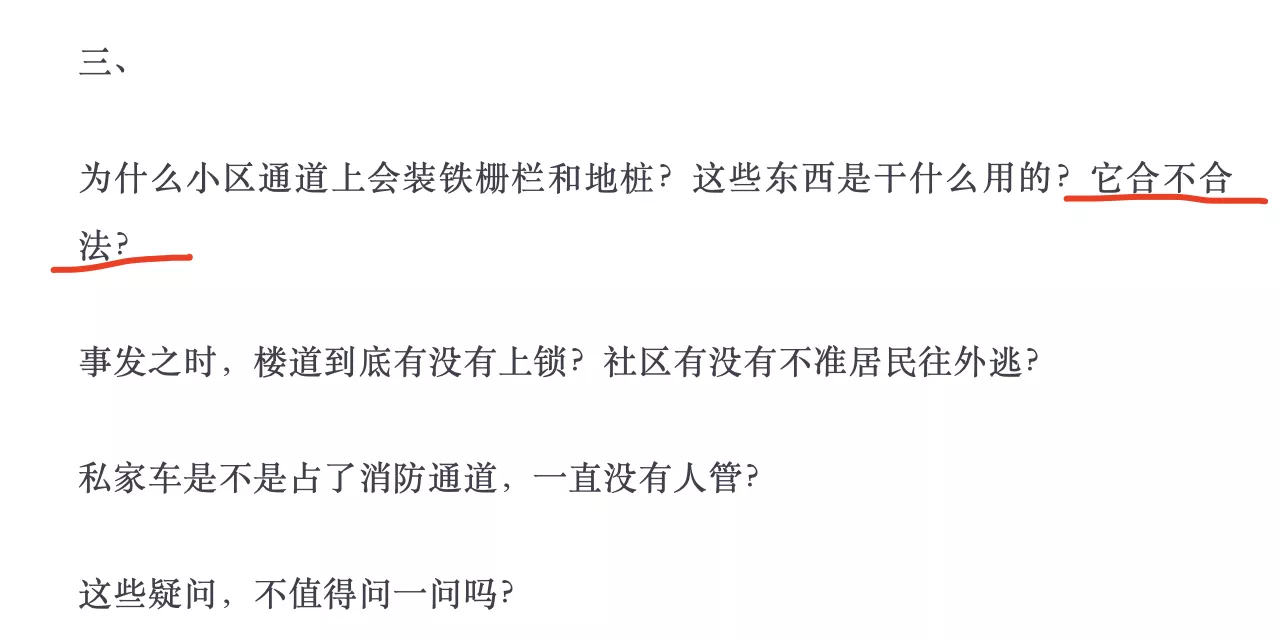 三、
为什么小区通道上会装铁栅栏和地桩？这些东西是干什么用的？它合不合
法？
事发之时，楼道到底有没有上锁？社区有没有不准居民往外逃？
私家车是不是占了消防通道，一直没有人管？
这些疑问，不值得问一问吗？